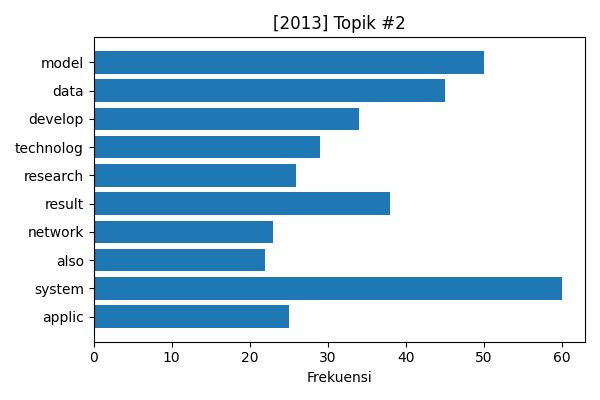 [2013] Topik #2
model
data
develop
technolog
research
result
network
also
system
applic
0 10 20 30 40 50 60
Frekuensi